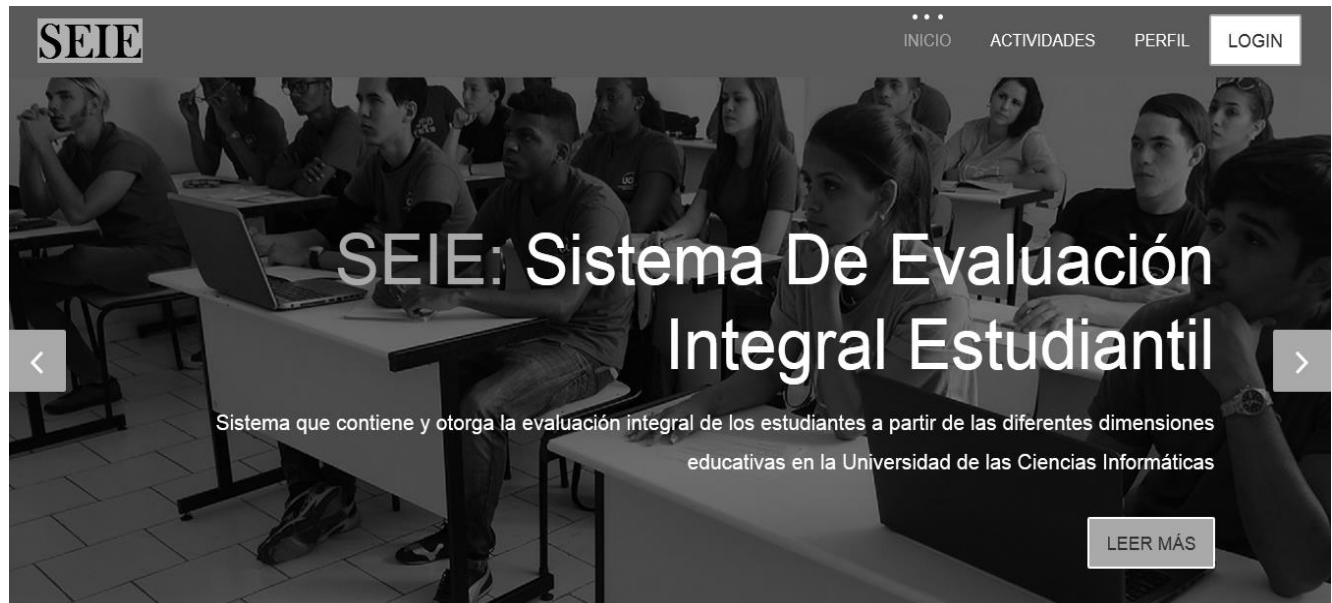 SEIE
INICIO ACTIVIDADES PERFIL LOGIN
SEIE: Sistema De Evaluación
Integral Estudiantil
Sistema que contiene y otorga la evaluación integral de los estudiantes a partir de las diferentes dimensiones
educativas en la Universidad de las Ciencias Informáticas
LEER MÁS
UCI